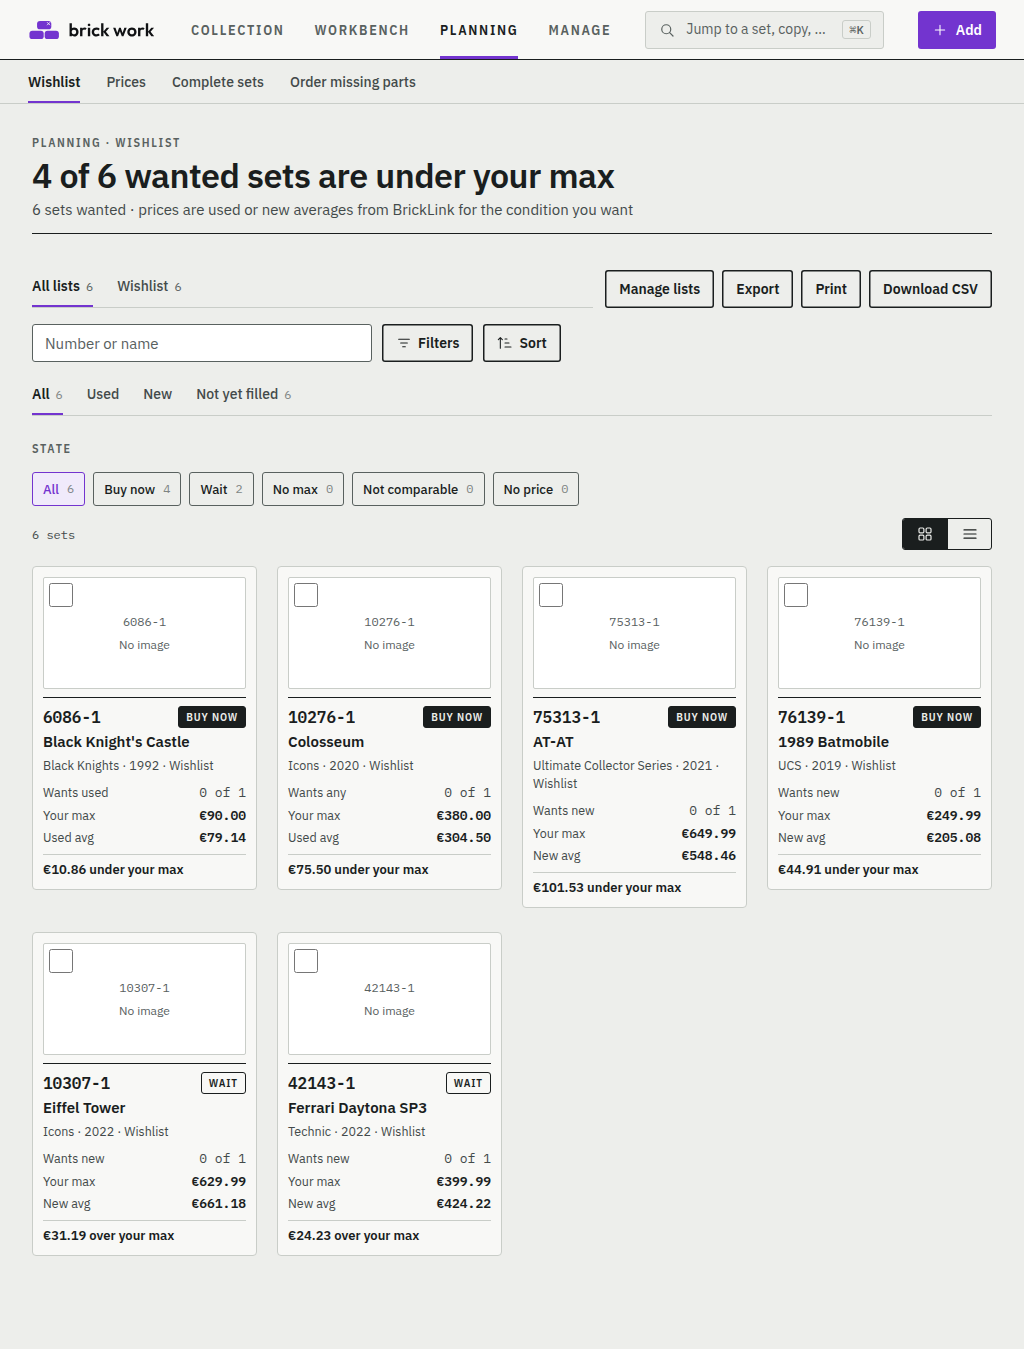 brick work
COLLECTION WORKBENCH PLANNING MANAGE
Jump to a set, copy, ... ⌘K
Add
Wishlist Prices Complete sets Order missing parts
PLANNING · WISHLIST
4 of 6 wanted sets are under your max
6 sets wanted · prices are used or new averages from BrickLink for the condition you want
All lists 6 Wishlist 6
Manage lists Export Print Download CSV
Number or name Filters Sort
All 6 Used New Not yet filled 6
STATE
All 6 Buy now 4 Wait 2 No max 0 Not comparable 0 No price 0
6 sets
6086-1
No image
6086-1 BUY NOW
Black Knight's Castle
Black Knights · 1992 · Wishlist
Wants used 0 of 1
Your max €90.00
Used avg €79.14
€10.86 under your max
10276-1
No image
10276-1 BUY NOW
Colosseum
Icons · 2020 · Wishlist
Wants any 0 of 1
Your max €380.00
Used avg €304.50
€75.50 under your max
75313-1
No image
75313-1 BUY NOW
AT-AT
Ultimate Collector Series · 2021 ·
Wishlist
Wants new 0 of 1
Your max €649.99
New avg €548.46
€101.53 under your max
76139-1
No image
76139-1 BUY NOW
1989 Batmobile
UCS · 2019 · Wishlist
Wants new 0 of 1
Your max €249.99
New avg €205.08
€44.91 under your max
10307-1
No image
10307-1 WAIT
Eiffel Tower
Icons · 2022 · Wishlist
Wants new 0 of 1
Your max €629.99
New avg €661.18
€31.19 over your max
42143-1
No image
42143-1 WAIT
Ferrari Daytona SP3
Technic · 2022 · Wishlist
Wants new 0 of 1
Your max €399.99
New avg €424.22
€24.23 over your max